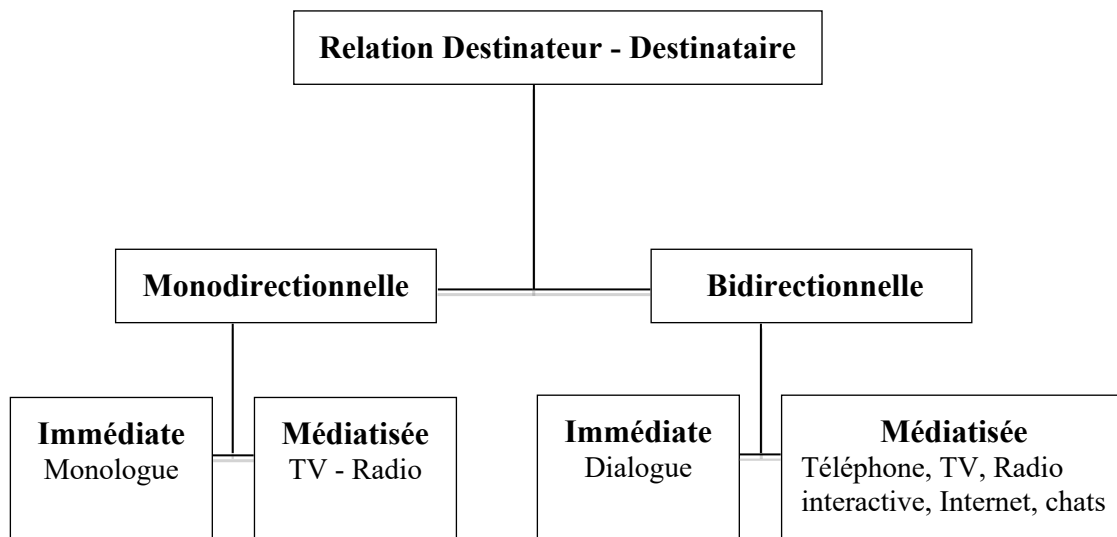 Relation Destinateur - Destinataire
Monodirectionnelle
Bidirectionnelle
Immédiate
Monologue
Médiatisée
TV - Radio
Immédiate
Dialogue
Médiatisée
Téléphone, TV, Radio
interactive, Internet, chats